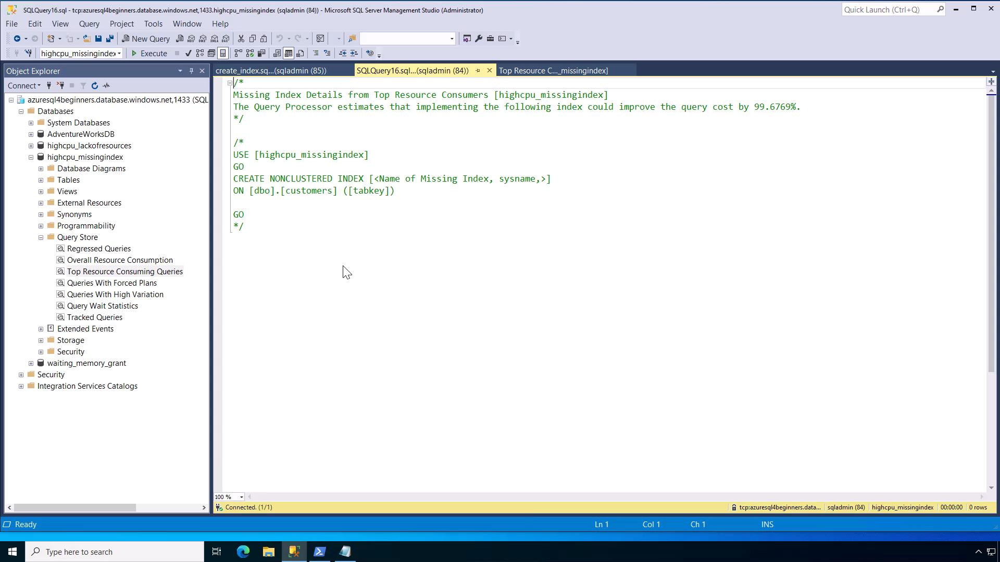 SQLQuery16.sql - tcp:azuresql4beginners.database.windows.net,1433.highcpu_missingindex (sqladmin (84)) - Microsoft SQL Server Management Studio (Administrator)
Quick Launch (Ctrl+Q)
File Edit View Query Project Tools Window Help
New Query
MDX DMX XMLA DAX
highcpu_missingindex
Execute
Object Explorer
create_index.sq...(sqladmin (85))
SQLQuery16.sql...(sqladmin (84))
Top Resource C..._missingindex]
Connect
azuresql4beginners.database.windows.net,1433 (SQL
Databases
System Databases
AdventureWorksDB
highcpu_lackofresources
highcpu_missingindex
Database Diagrams
Tables
Views
External Resources
Synonyms
Programmability
Query Store
Regressed Queries
Overall Resource Consumption
Top Resource Consuming Queries
Queries With Forced Plans
Queries With High Variation
Query Wait Statistics
Tracked Queries
Extended Events
Storage
Security
waiting_memory_grant
Security
Integration Services Catalogs
/*
Missing Index Details from Top Resource Consumers [highcpu_missingindex]
The Query Processor estimates that implementing the following index could improve the query cost by 99.6769%.
*/
/*
USE [highcpu_missingindex]
GO
CREATE NONCLUSTERED INDEX [<Name of Missing Index, sysname,>]
ON [dbo].[customers] ([tabkey])
GO
*/
100 %
Connected. (1/1)
tcp:azuresql4beginners.data...
sqladmin (84)
highcpu_missingindex
00:00:00
0 rows
Ready
Ln 1
Col 1
Ch 1
INS
Type here to search